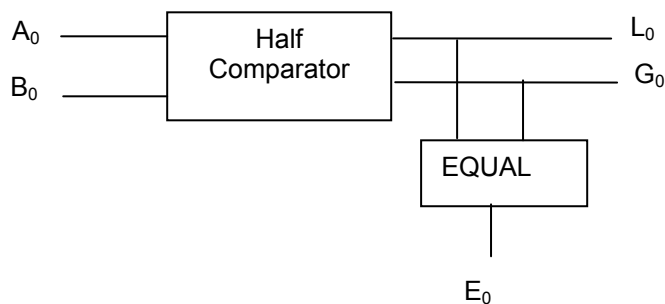 A₀
B₀
Half
Comparator
L₀
G₀
EQUAL
E₀